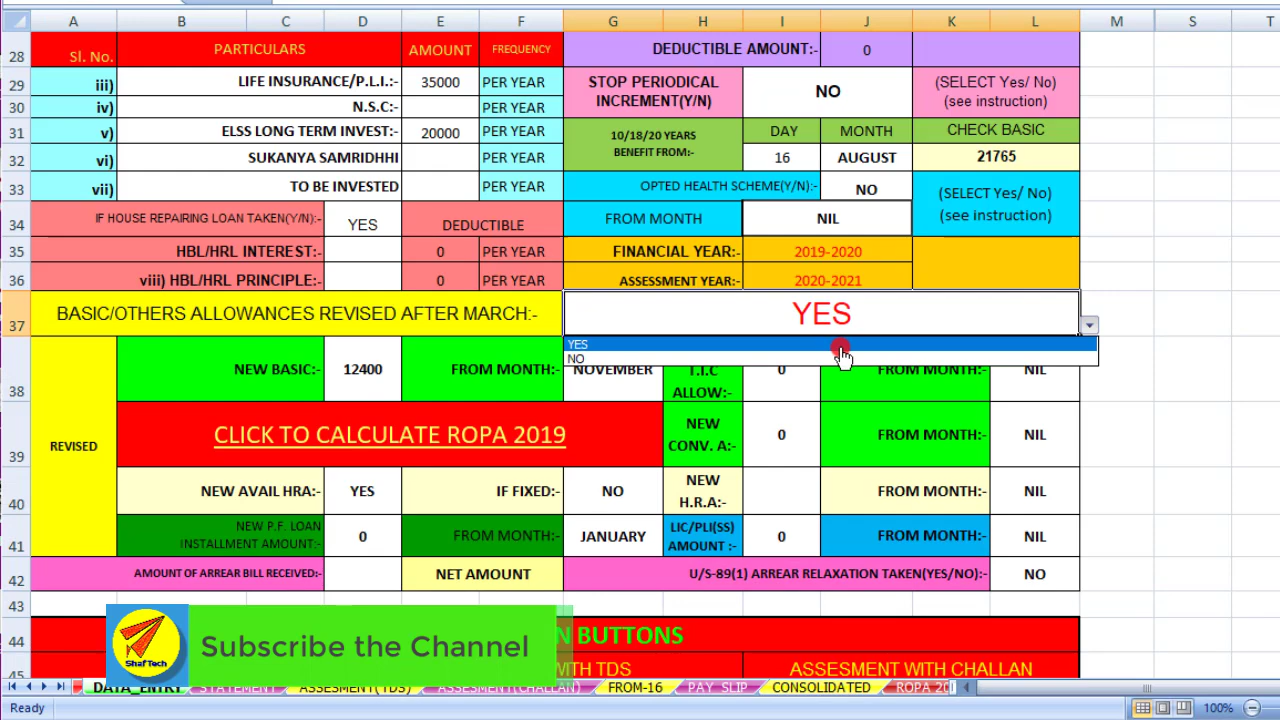 A B C D E F G H I J K L M S T
28 Sl. No. PARTICULARS AMOUNT FREQUENCY DEDUCTIBLE AMOUNT:- 0
29 iii) LIFE INSURANCE/P.L.I.:- 35000 PER YEAR STOP PERIODICAL INCREMENT(Y/N) NO (SELECT Yes/ No) (see instruction)
30 iv) N.S.C:- PER YEAR
31 v) ELSS LONG TERM INVEST:- 20000 PER YEAR 10/18/20 YEARS BENEFIT FROM:- DAY MONTH CHECK BASIC
32 vi) SUKANYA SAMRIDHHI PER YEAR 16 AUGUST 21765
33 vii) TO BE INVESTED PER YEAR OPTED HEALTH SCHEME(Y/N):- NO (SELECT Yes/ No) (see instruction)
34 IF HOUSE REPAIRING LOAN TAKEN(Y/N):- YES DEDUCTIBLE FROM MONTH NIL
35 HBL/HRL INTEREST:- 0 PER YEAR FINANCIAL YEAR:- 2019-2020
36 viii) HBL/HRL PRINCIPLE:- 0 PER YEAR ASSESSMENT YEAR:- 2020-2021
37 BASIC/OTHERS ALLOWANCES REVISED AFTER MARCH:- YES
YES
NO
38 NEW BASIC:- 12400 FROM MONTH:- NOVEMBER T.I.C ALLOW:- 0 FROM MONTH:- NIL
39 REVISED CLICK TO CALCULATE ROPA 2019 NEW CONV. A:- 0 FROM MONTH:- NIL
40 NEW AVAIL HRA:- YES IF FIXED:- NO NEW H.R.A:- FROM MONTH:- NIL
41 NEW P.F. LOAN INSTALLMENT AMOUNT:- 0 FROM MONTH:- JANUARY LIC/PLI(SS) AMOUNT :- 0 FROM MONTH:- NIL
42 AMOUNT OF ARREAR BILL RECEIVED:- NET AMOUNT U/S-89(1) ARREAR RELAXATION TAKEN(YES/NO):- NO
43
44 N BUTTONS
45 WITH TDS ASSESMENT WITH CHALLAN
ShafTech Subscribe the Channel
DATA_ENTRY STATEMENT ASSESMENT(TDS) ASSESMENT(CHALLAN) FROM-16 PAY SLIP CONSOLIDATED ROPA 20
Ready 100%